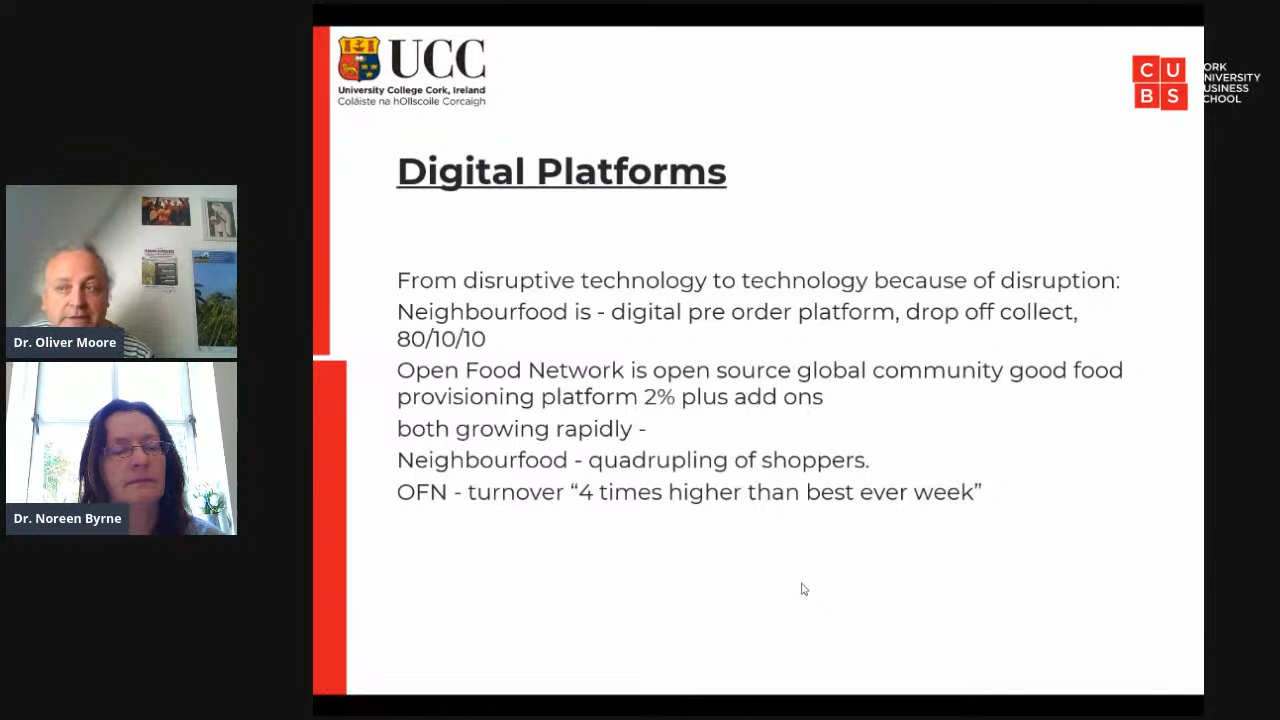 UCC
University College Cork, Ireland
Coláiste na hOllscoile Corcaigh
C U
B S
ORK
NIVERSITY
USINESS
CHOOL
Digital Platforms
From disruptive technology to technology because of disruption:
Neighbourfood is - digital pre order platform, drop off collect,
80/10/10
Open Food Network is open source global community good food
provisioning platform 2% plus add ons
both growing rapidly -
Neighbourfood - quadrupling of shoppers.
OFN - turnover “4 times higher than best ever week”
Dr. Oliver Moore
Dr. Noreen Byrne